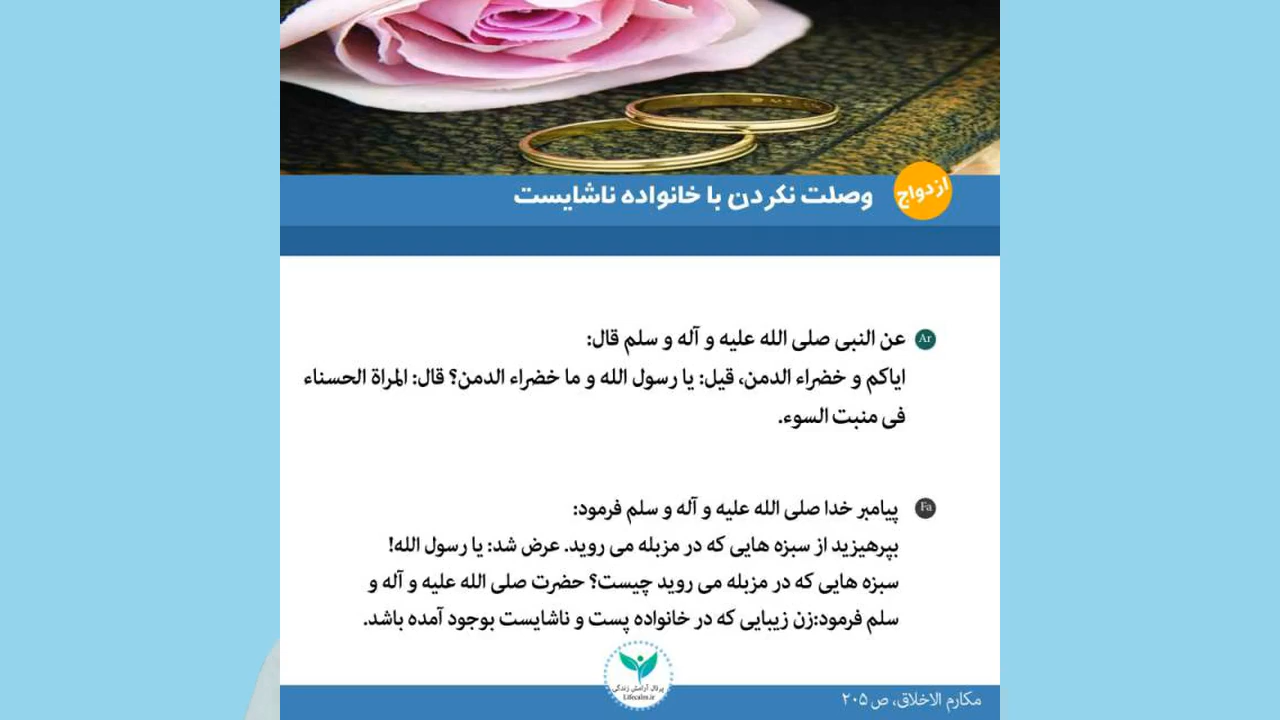 ازدواج
وصلت نکردن با خانواده ناشایست
Ar
عن النبی صلی الله علیه و آله و سلم قال:
ایاکم و خضراء الدمن، قیل: یا رسول الله و ما خضراء الدمن؟ قال: المراة الحسناء
فی منبت السوء.
Fa
پیامبر خدا صلی الله علیه و آله و سلم فرمود:
بپرهیزید از سبزه هایی که در مزبله می روید. عرض شد: یا رسول الله!
سبزه هایی که در مزبله می روید چیست؟ حضرت صلی الله علیه و آله و
سلم فرمود:زن زیبایی که در خانواده پست و ناشایست بوجود آمده باشد.
پرتال آرامش زندگی
Lifecalm.ir
مکارم الاخلاق، ص ۲۰۵